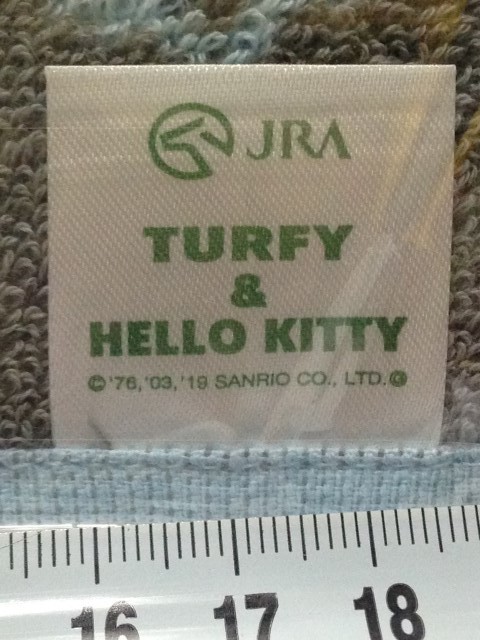 JRA
TURFY
&
HELLO KITTY
©'76,'03,'19 SANRIO CO., LTD.Ⓖ
16 17 18